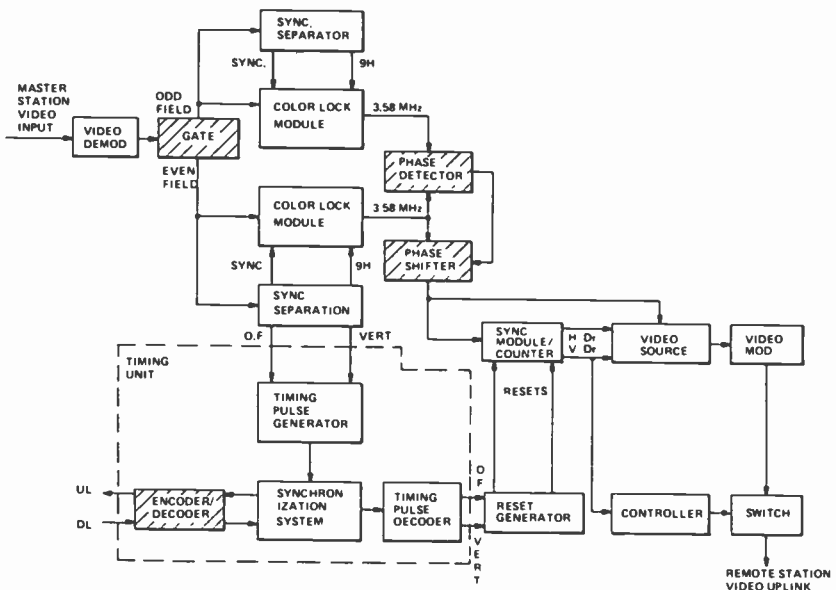 SYNC.
SEPARATOR
SYNC.
9H
MASTER
STATION
VIDEO
INPUT
ODD
FIELD
VIDEO
DEMOD
GATE
COLOR LOCK
MODULE
3.58 MHz
EVEN
FIELD
PHASE
DETECTOR
COLOR LOCK
MODULE
3.58 MHz
PHASE
SHIFTER
SYNC
9H
SYNC
SEPARATION
O.F
VERT
SYNC
MODULE/
COUNTER
H Dr
V Dr
VIDEO
SOURCE
VIDEO
MOD
TIMING
UNIT
TIMING
PULSE
GENERATOR
RESETS
UL
DL
ENCODER/
DECODER
SYNCHRON
IZATION
SYSTEM
TIMING
PULSE
DECODER
OF
VERT
RESET
GENERATOR
CONTROLLER
SWITCH
REMOTE STATION
VIDEO UPLINK